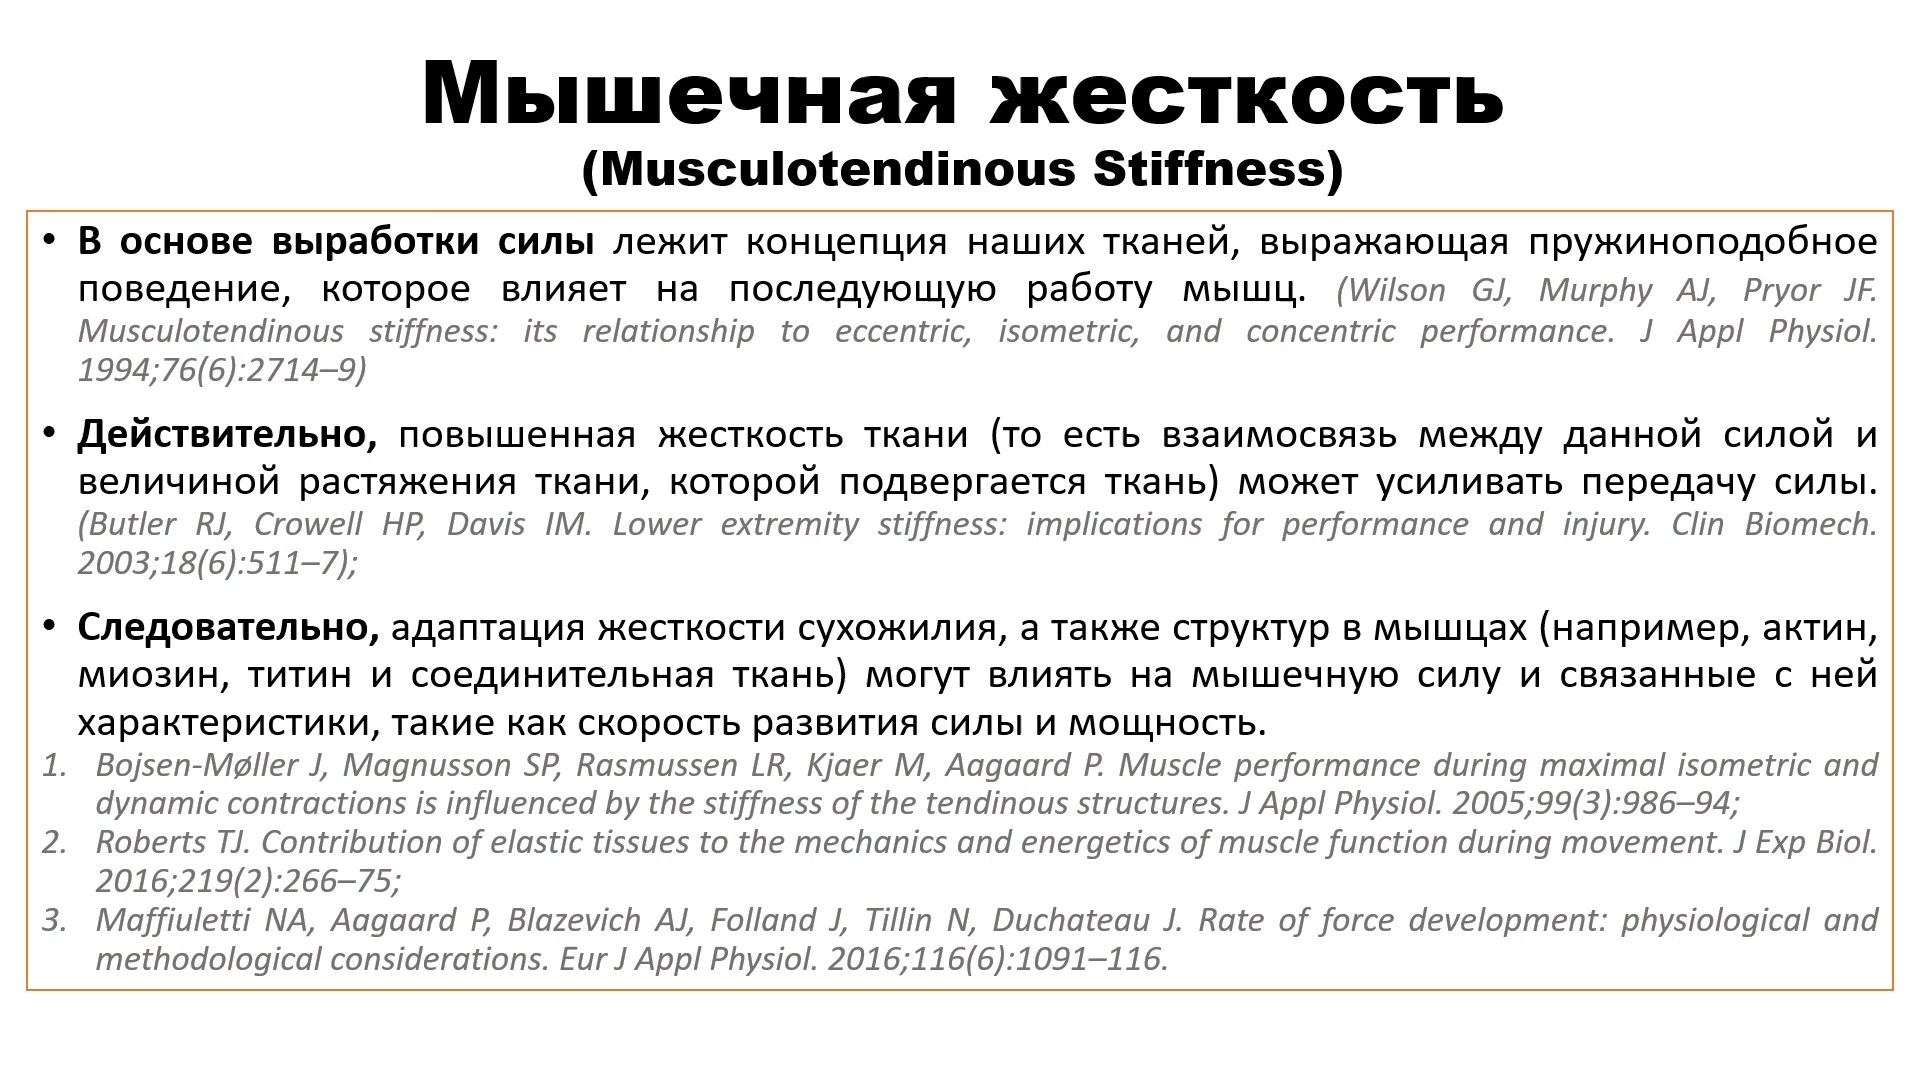 Мышечная жесткость
(Musculotendinous Stiffness)
• В основе выработки силы лежит концепция наших тканей, выражающая пружиноподобное
поведение, которое влияет на последующую работу мышц. (Wilson GJ, Murphy AJ, Pryor JF.
Musculotendinous stiffness: its relationship to eccentric, isometric, and concentric performance. J Appl Physiol.
1994;76(6):2714–9)
• Действительно, повышенная жесткость ткани (то есть взаимосвязь между данной силой и
величиной растяжения ткани, которой подвергается ткань) может усиливать передачу силы.
(Butler RJ, Crowell HP, Davis IM. Lower extremity stiffness: implications for performance and injury. Clin Biomech.
2003;18(6):511–7);
• Следовательно, адаптация жесткости сухожилия, а также структур в мышцах (например, актин,
миозин, титин и соединительная ткань) могут влиять на мышечную силу и связанные с ней
характеристики, такие как скорость развития силы и мощность.
1. Bojsen-Møller J, Magnusson SP, Rasmussen LR, Kjaer M, Aagaard P. Muscle performance during maximal isometric and
dynamic contractions is influenced by the stiffness of the tendinous structures. J Appl Physiol. 2005;99(3):986–94;
2. Roberts TJ. Contribution of elastic tissues to the mechanics and energetics of muscle function during movement. J Exp Biol.
2016;219(2):266–75;
3. Maffiuletti NA, Aagaard P, Blazevich AJ, Folland J, Tillin N, Duchateau J. Rate of force development: physiological and
methodological considerations. Eur J Appl Physiol. 2016;116(6):1091–116.